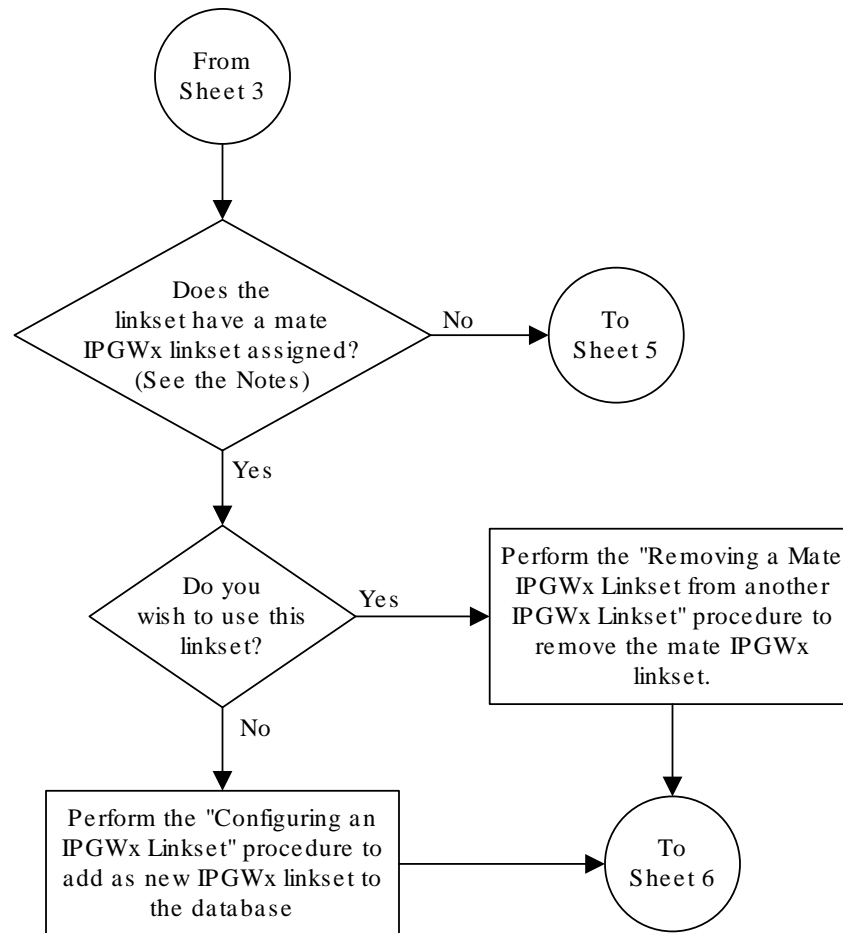 From
Sheet 3
Does the
linkset have a mate
IPGWx linkset assigned?
(See the Notes)
No
To
Sheet 5
Yes
Do you
wish to use this
linkset?
Yes
Perform the "Removing a Mate
IPGWx Linkset from another
IPGWx Linkset" procedure to
remove the mate IPGWx
linkset.
No
Perform the "Configuring an
IPGWx Linkset" procedure to
add as new IPGWx linkset to
the database
To
Sheet 6